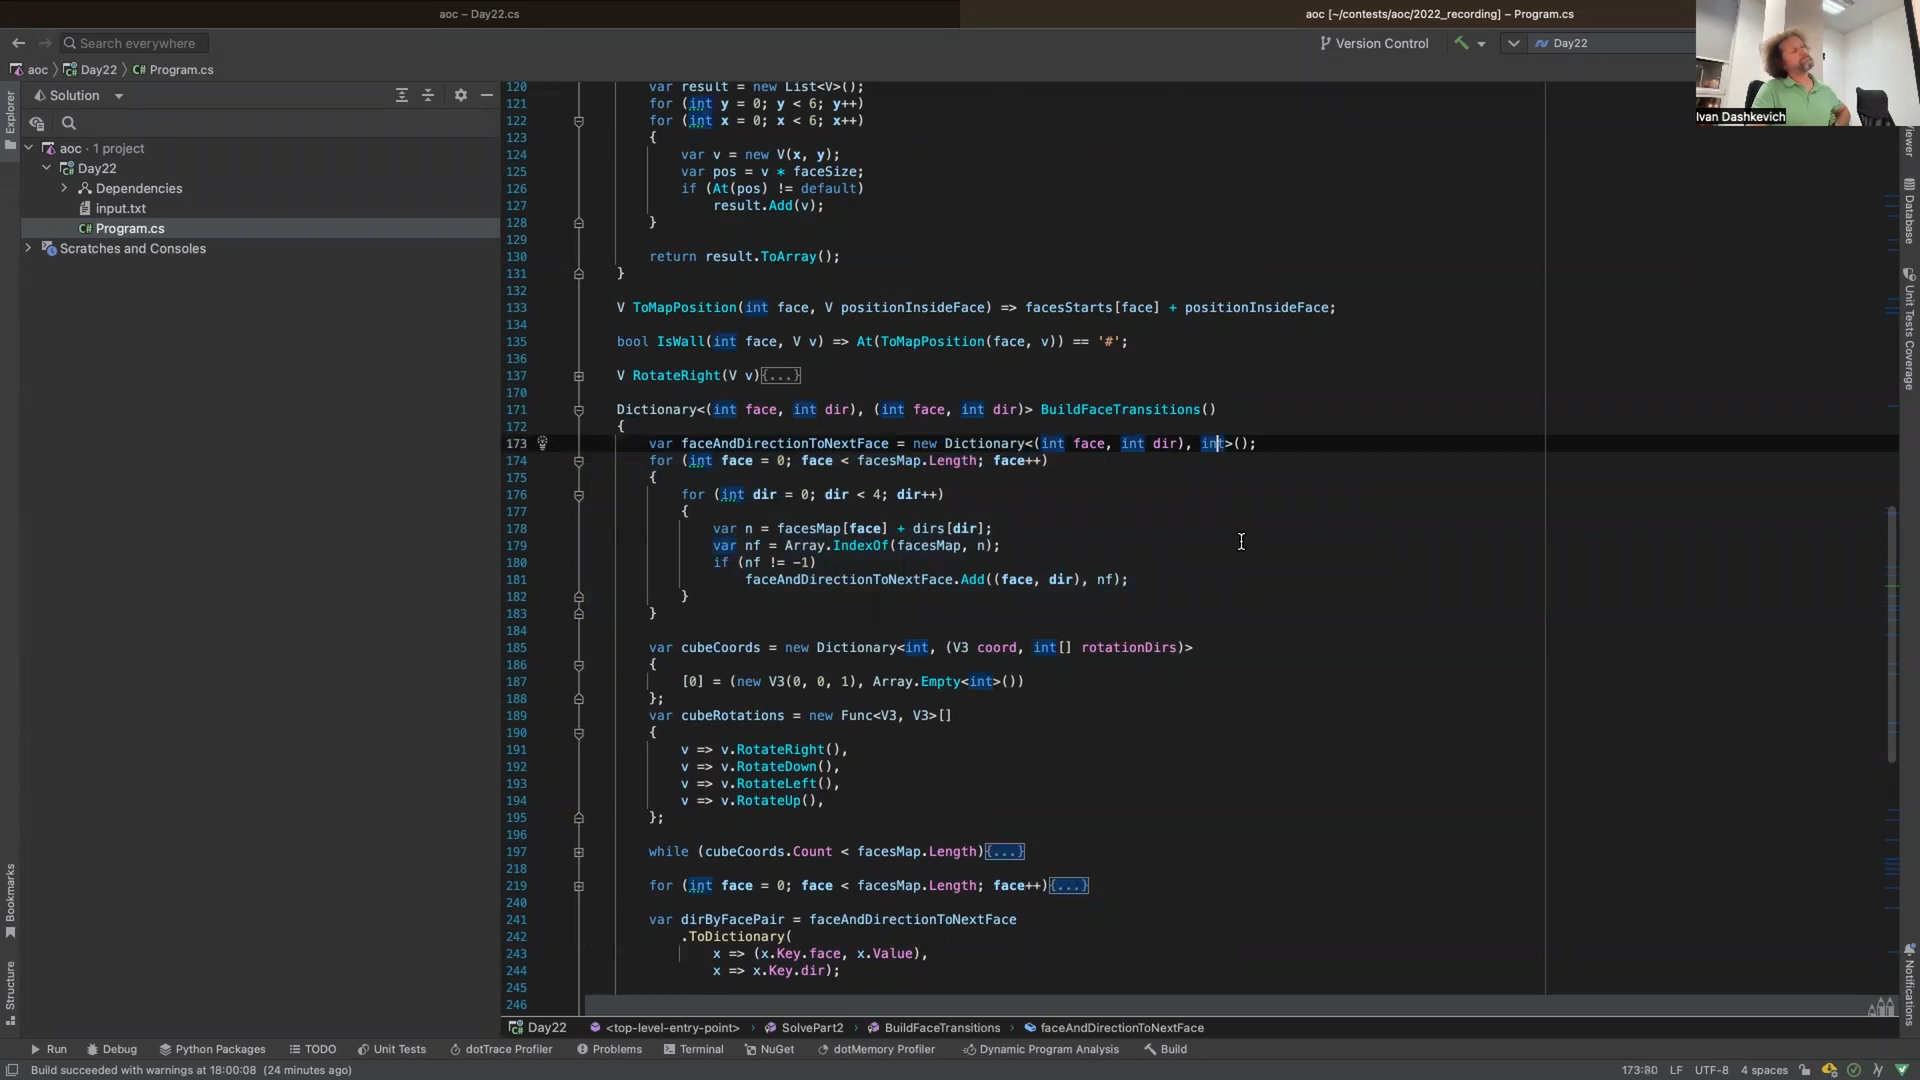 aoc – Day22.cs
aoc [~/contests/aoc/2022_recording] – Program.cs
Search everywhere
Version Control
Day22
aoc
Day22
Program.cs
Ivan Dashkevich
Explorer
Solution
aoc · 1 project
Day22
Dependencies
input.txt
C# Program.cs
Scratches and Consoles
120 var result = new List<V>();
121 for (int y = 0; y < 6; y++)
122 for (int x = 0; x < 6; x++)
123 {
124 var v = new V(x, y);
125 var pos = v * faceSize;
126 if (At(pos) != default)
127 result.Add(v);
128 }
129
130 return result.ToArray();
131 }
132
133 V ToMapPosition(int face, V positionInsideFace) => facesStarts[face] + positionInsideFace;
134
135 bool IsWall(int face, V v) => At(ToMapPosition(face, v)) == '#';
136
137 V RotateRight(V v){...}
170
171 Dictionary<(int face, int dir), (int face, int dir)> BuildFaceTransitions()
172 {
173 var faceAndDirectionToNextFace = new Dictionary<(int face, int dir), int>();
174 for (int face = 0; face < facesMap.Length; face++)
175 {
176 for (int dir = 0; dir < 4; dir++)
177 {
178 var n = facesMap[face] + dirs[dir];
179 var nf = Array.IndexOf(facesMap, n);
180 if (nf != -1)
181 faceAndDirectionToNextFace.Add((face, dir), nf);
182 }
183 }
184
185 var cubeCoords = new Dictionary<int, (V3 coord, int[] rotationDirs)>
186 {
187 [0] = (new V3(0, 0, 1), Array.Empty<int>())
188 };
189 var cubeRotations = new Func<V3, V3>[]
190 {
191 v => v.RotateRight(),
192 v => v.RotateDown(),
193 v => v.RotateLeft(),
194 v => v.RotateUp(),
195 };
196
197 while (cubeCoords.Count < facesMap.Length){...}
218
219 for (int face = 0; face < facesMap.Length; face++){...}
240
241 var dirByFacePair = faceAndDirectionToNextFace
242 .ToDictionary(
243 x => (x.Key.face, x.Value),
244 x => x.Key.dir);
245
246
Database
Unit Tests Coverage
Notifications
Bookmarks
Structure
Day22 <top-level-entry-point> SolvePart2 BuildFaceTransitions faceAndDirectionToNextFace
Run Debug Python Packages TODO Unit Tests dotTrace Profiler Problems Terminal NuGet dotMemory Profiler Dynamic Program Analysis Build
Build succeeded with warnings at 18:00:08 (24 minutes ago)
173:80 LF UTF-8 4 spaces